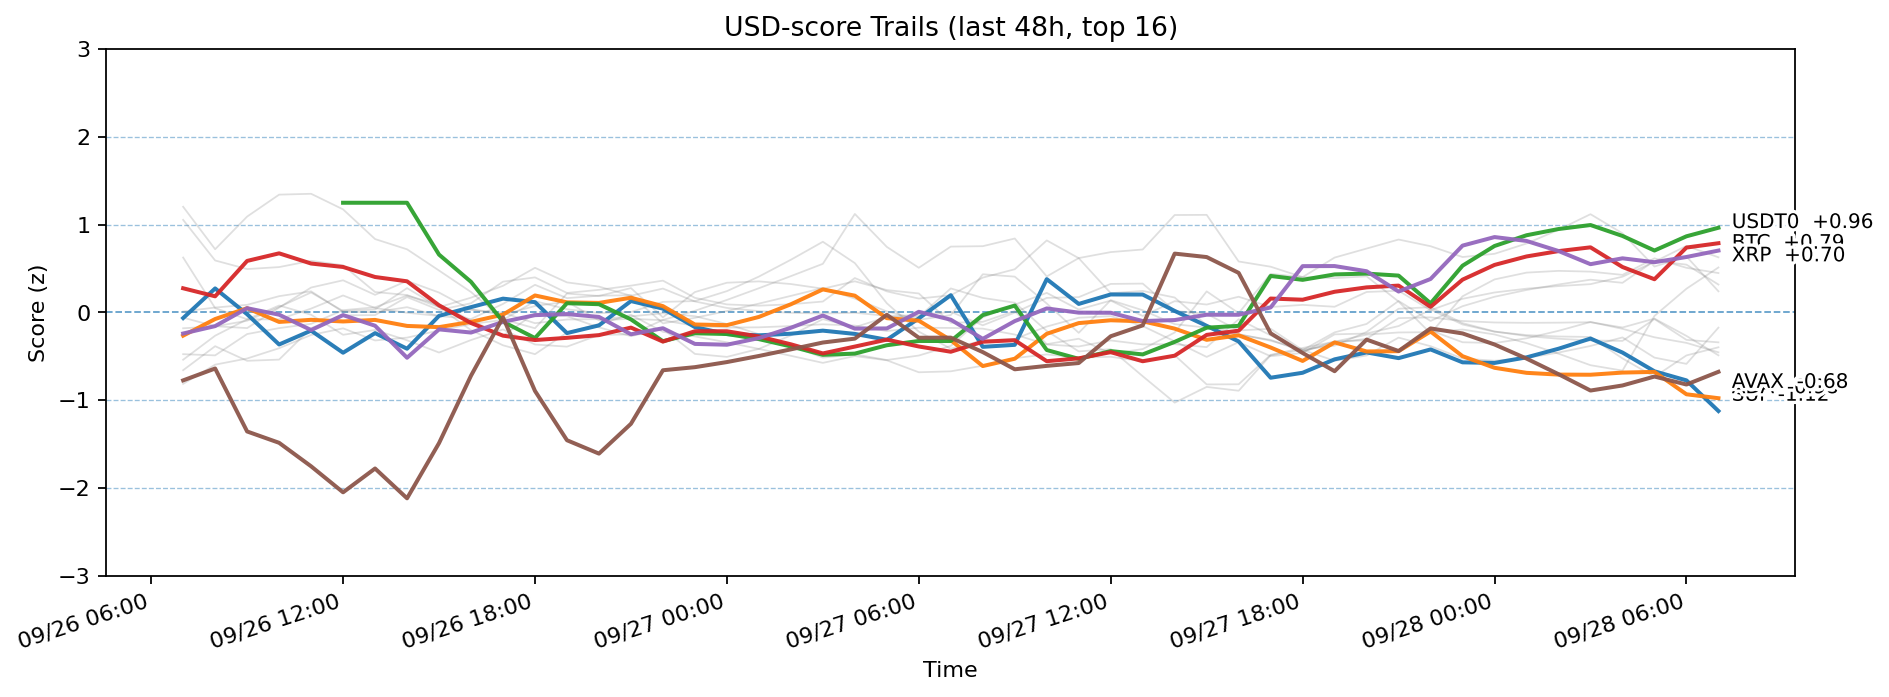 USD-score Trails (last 48h, top 16)
3
2
1
0
−1
−2
−3
Score (z)
USDT0 +0.96
BTC +0.79
XRP +0.70
AVAX -0.68
-1.12
09/26 06:00
09/26 12:00
09/26 18:00
09/27 00:00
09/27 06:00
09/27 12:00
09/27 18:00
09/28 00:00
09/28 06:00
Time